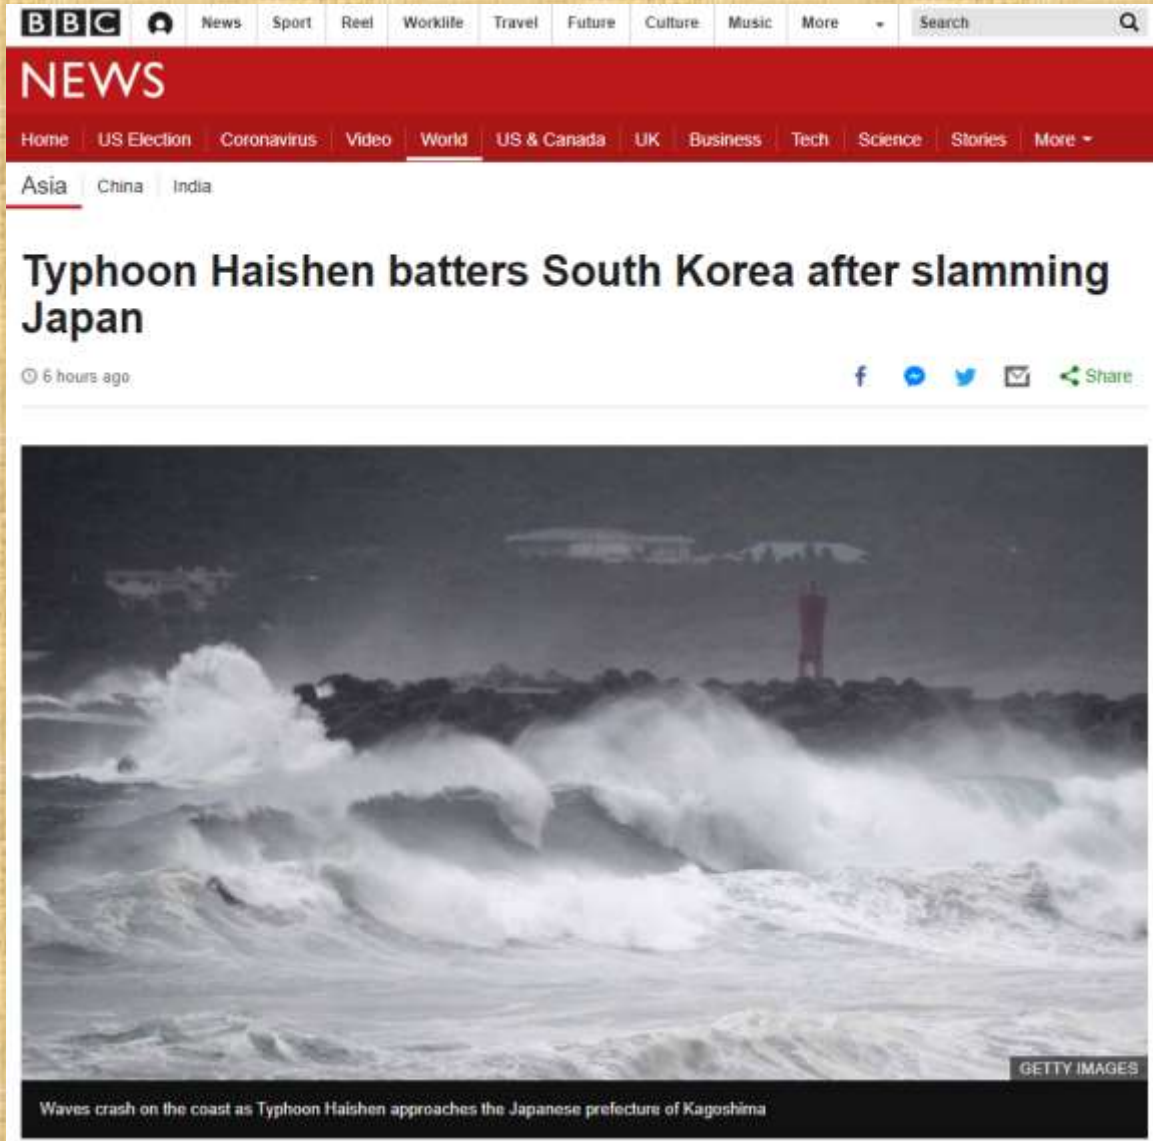 BBC News Sport Reel Worklife Travel Future Culture Music More Search
NEWS
Home US Election Coronavirus Video World US & Canada UK Business Tech Science Stories More
Asia China India
Typhoon Haishen batters South Korea after slamming
Japan
6 hours ago Share
GETTY IMAGES
Waves crash on the coast as Typhoon Haishen approaches the Japanese prefecture of Kagoshima